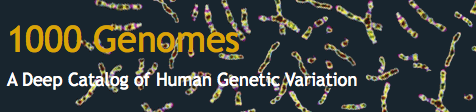 1000 Genomes
A Deep Catalog of Human Genetic Variation